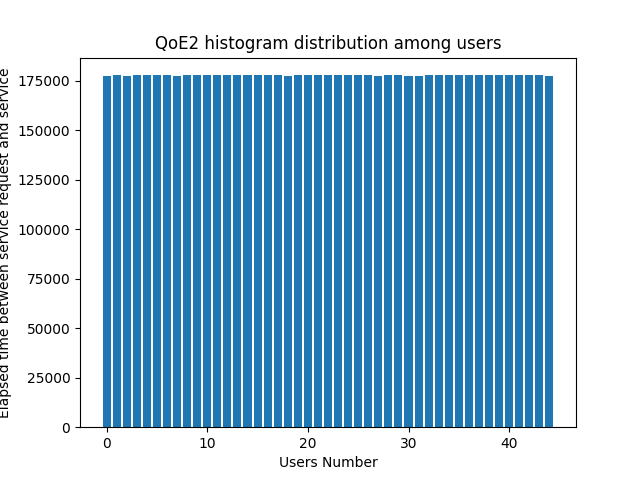 QoE2 histogram distribution among users
Elapsed time between service request and service
175000
150000
125000
100000
75000
50000
25000
0
0 10 20 30 40
Users Number